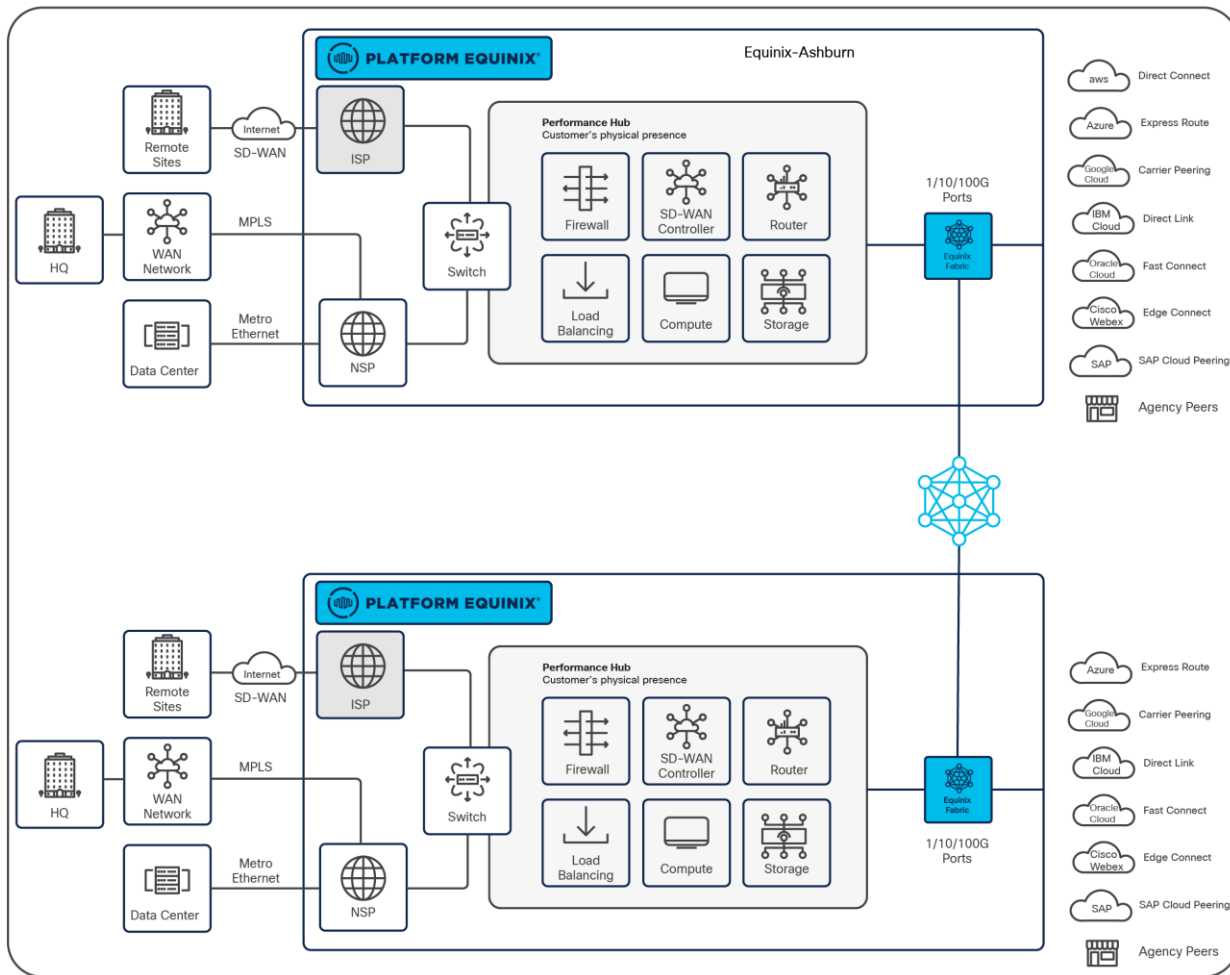 PLATFORM EQUINIX®
Equinix-Ashburn
Remote
Sites
Internet
SD-WAN
ISP
HQ
WAN
Network
MPLS
Data Center
Metro
Ethernet
NSP
Switch
Performance Hub
Customer's physical presence
Firewall
SD-WAN
Controller
Router
Load
Balancing
Compute
Storage
1/10/100G
Ports
Equinix
Fabric
aws
Direct Connect
Azure
Express Route
Google
Cloud
Carrier Peering
IBM
Cloud
Direct Link
Oracle
Cloud
Fast Connect
Cisco
Webex
Edge Connect
SAP
SAP Cloud Peering
Agency Peers
PLATFORM EQUINIX®
Remote
Sites
Internet
SD-WAN
ISP
HQ
WAN
Network
MPLS
Data Center
Metro
Ethernet
NSP
Switch
Performance Hub
Customer's physical presence
Firewall
SD-WAN
Controller
Router
Load
Balancing
Compute
Storage
Equinix
Fabric
1/10/100G
Ports
Azure
Express Route
Google
Cloud
Carrier Peering
IBM
Cloud
Direct Link
Oracle
Cloud
Fast Connect
Cisco
Webex
Edge Connect
SAP
SAP Cloud Peering
Agency Peers